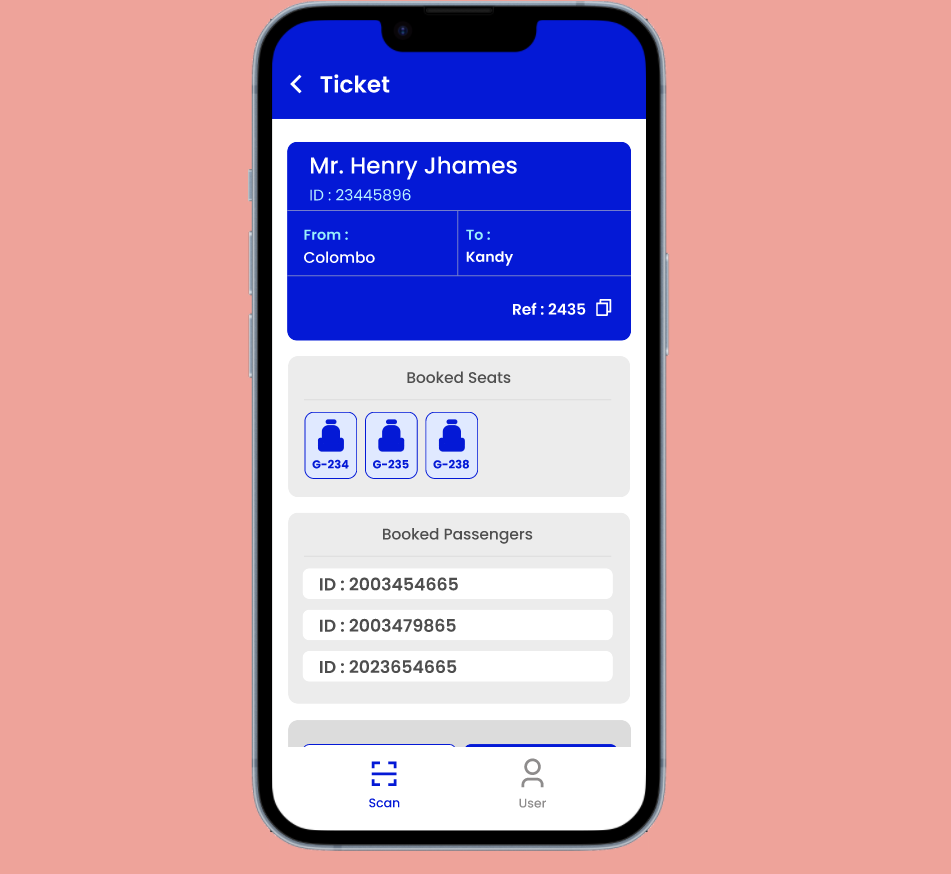 Ticket
Mr. Henry Jhames
ID : 23445896
From :
Colombo
To :
Kandy
Ref : 2435
Booked Seats
G-234 G-235 G-238
Booked Passengers
ID : 2003454665
ID : 2003479865
ID : 2023654665
Scan
User